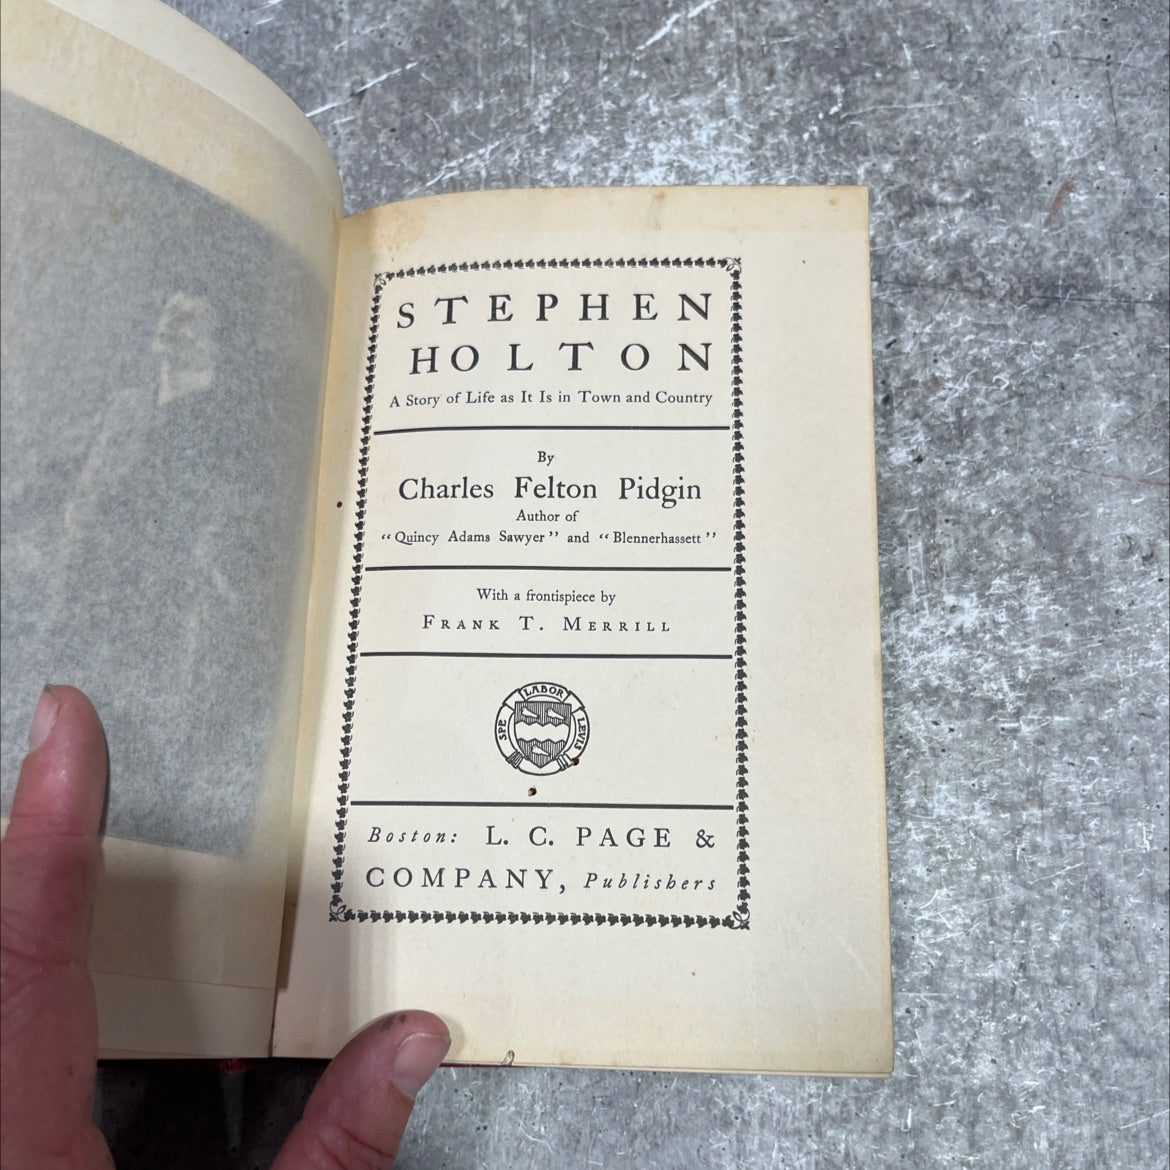 STEPHEN
HOLTON
A Story of Life as It Is in Town and Country
By
Charles Felton Pidgin
Author of
“Quincy Adams Sawyer” and “Blennerhassett”
With a frontispiece by
FRANK T. MERRILL
SPE LABOR LEVIS
Boston: L. C. PAGE &
COMPANY, Publishers